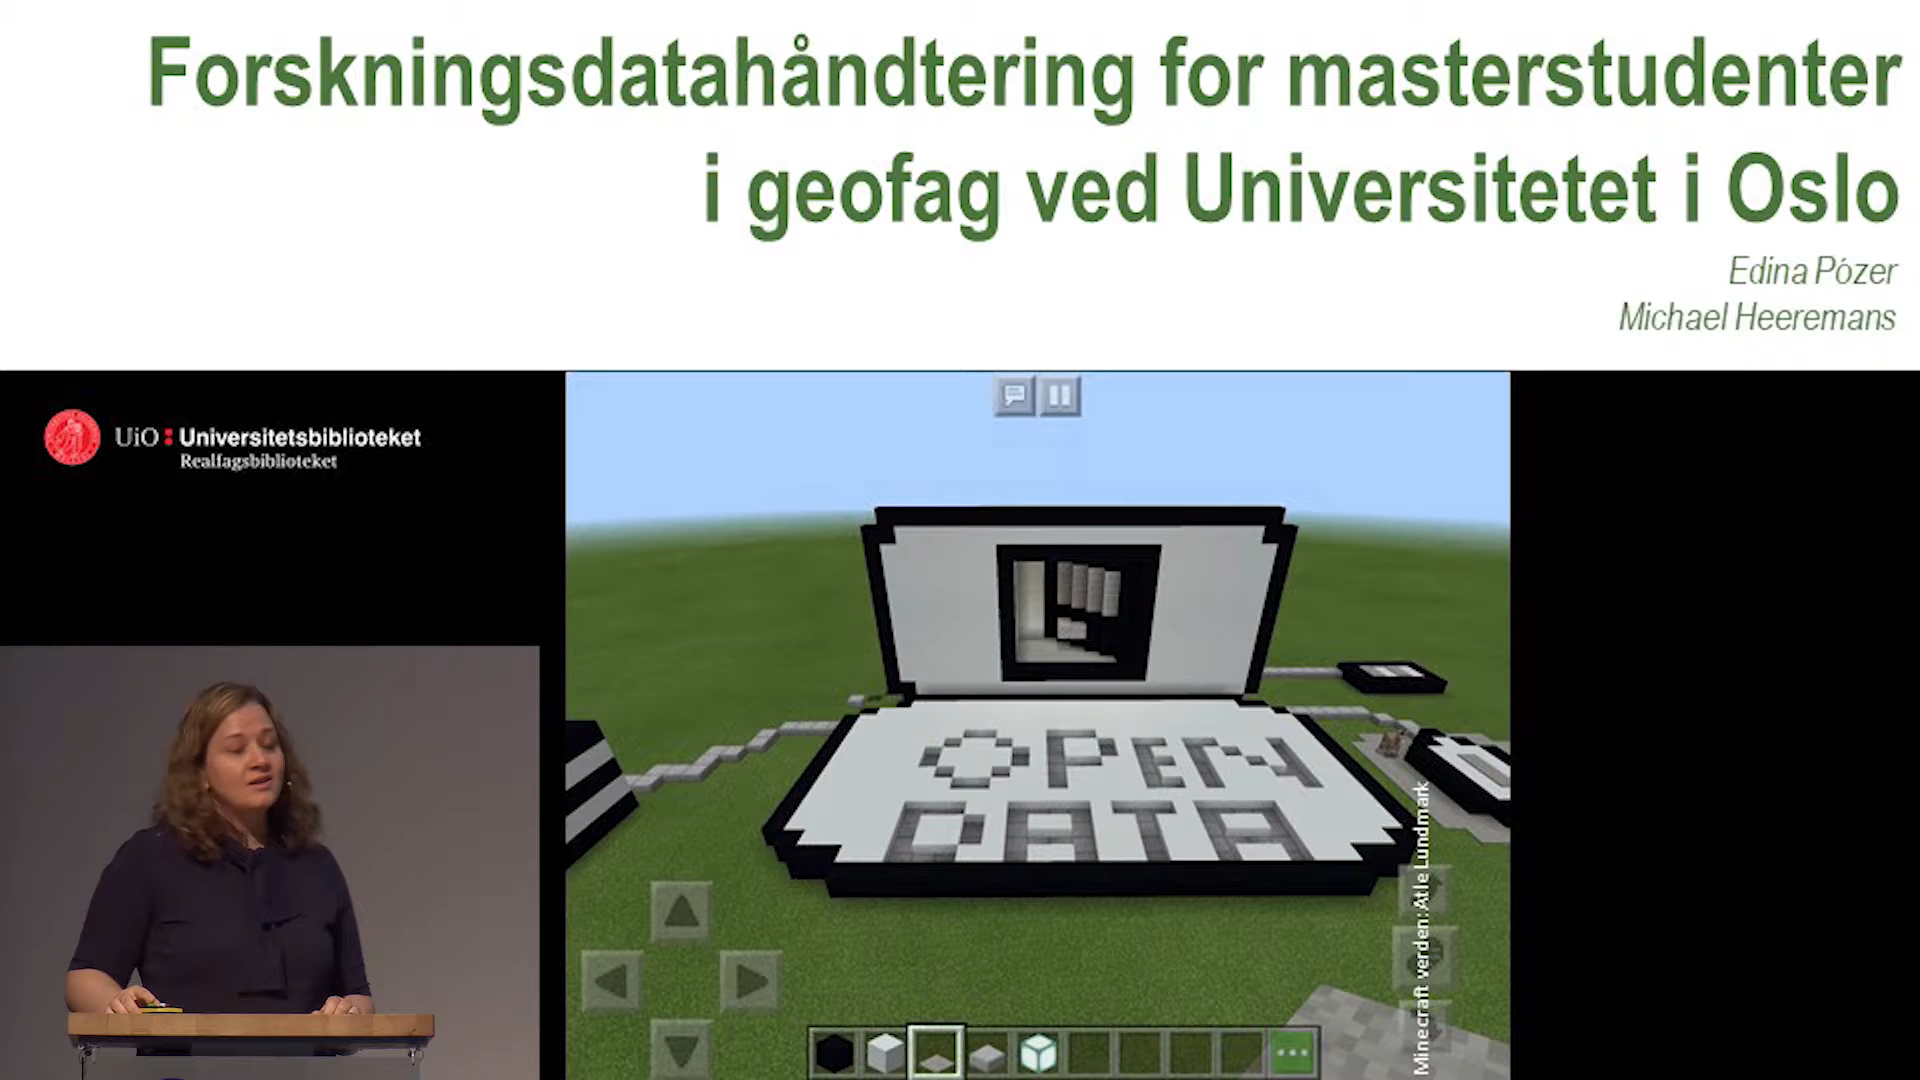 Forskningsdatahåndtering for masterstudenter
i geofag ved Universitetet i Oslo
Edina Pózer
Michael Heeremans
UiO : Universitetsbiblioteket
Realfagsbiblioteket
OPEN
DATA
Minecraft verden: Atle Lundmark